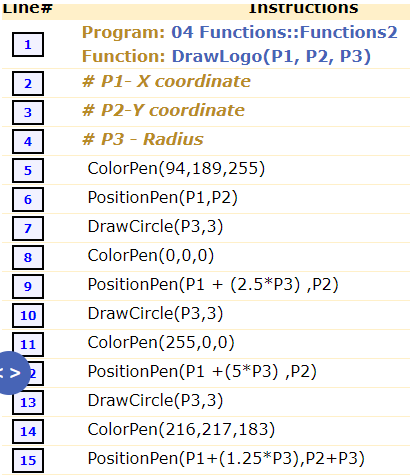 Line# Instructions
1 Program: 04 Functions::Functions2
Function: DrawLogo(P1, P2, P3)
2 # P1- X coordinate
3 # P2-Y coordinate
4 # P3 - Radius
5 ColorPen(94,189,255)
6 PositionPen(P1,P2)
7 DrawCircle(P3,3)
8 ColorPen(0,0,0)
9 PositionPen(P1 + (2.5*P3) ,P2)
10 DrawCircle(P3,3)
11 ColorPen(255,0,0)
< > 2 PositionPen(P1 +(5*P3) ,P2)
13 DrawCircle(P3,3)
14 ColorPen(216,217,183)
15 PositionPen(P1+(1.25*P3),P2+P3)